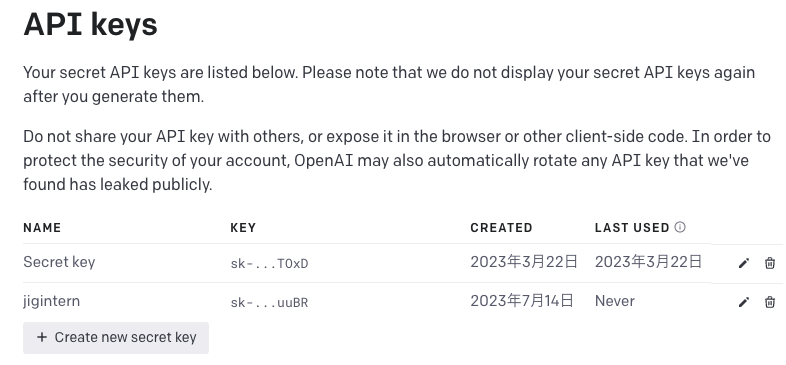 API keys
Your secret API keys are listed below. Please note that we do not display your secret API keys again
after you generate them.
Do not share your API key with others, or expose it in the browser or other client-side code. In order to
protect the security of your account, OpenAI may also automatically rotate any API key that we've
found has leaked publicly.
NAME KEY CREATED LAST USED
Secret key sk-...TOxD 2023年3月22日 2023年3月22日
jigintern sk-...uuBR 2023年7月14日 Never
+ Create new secret key